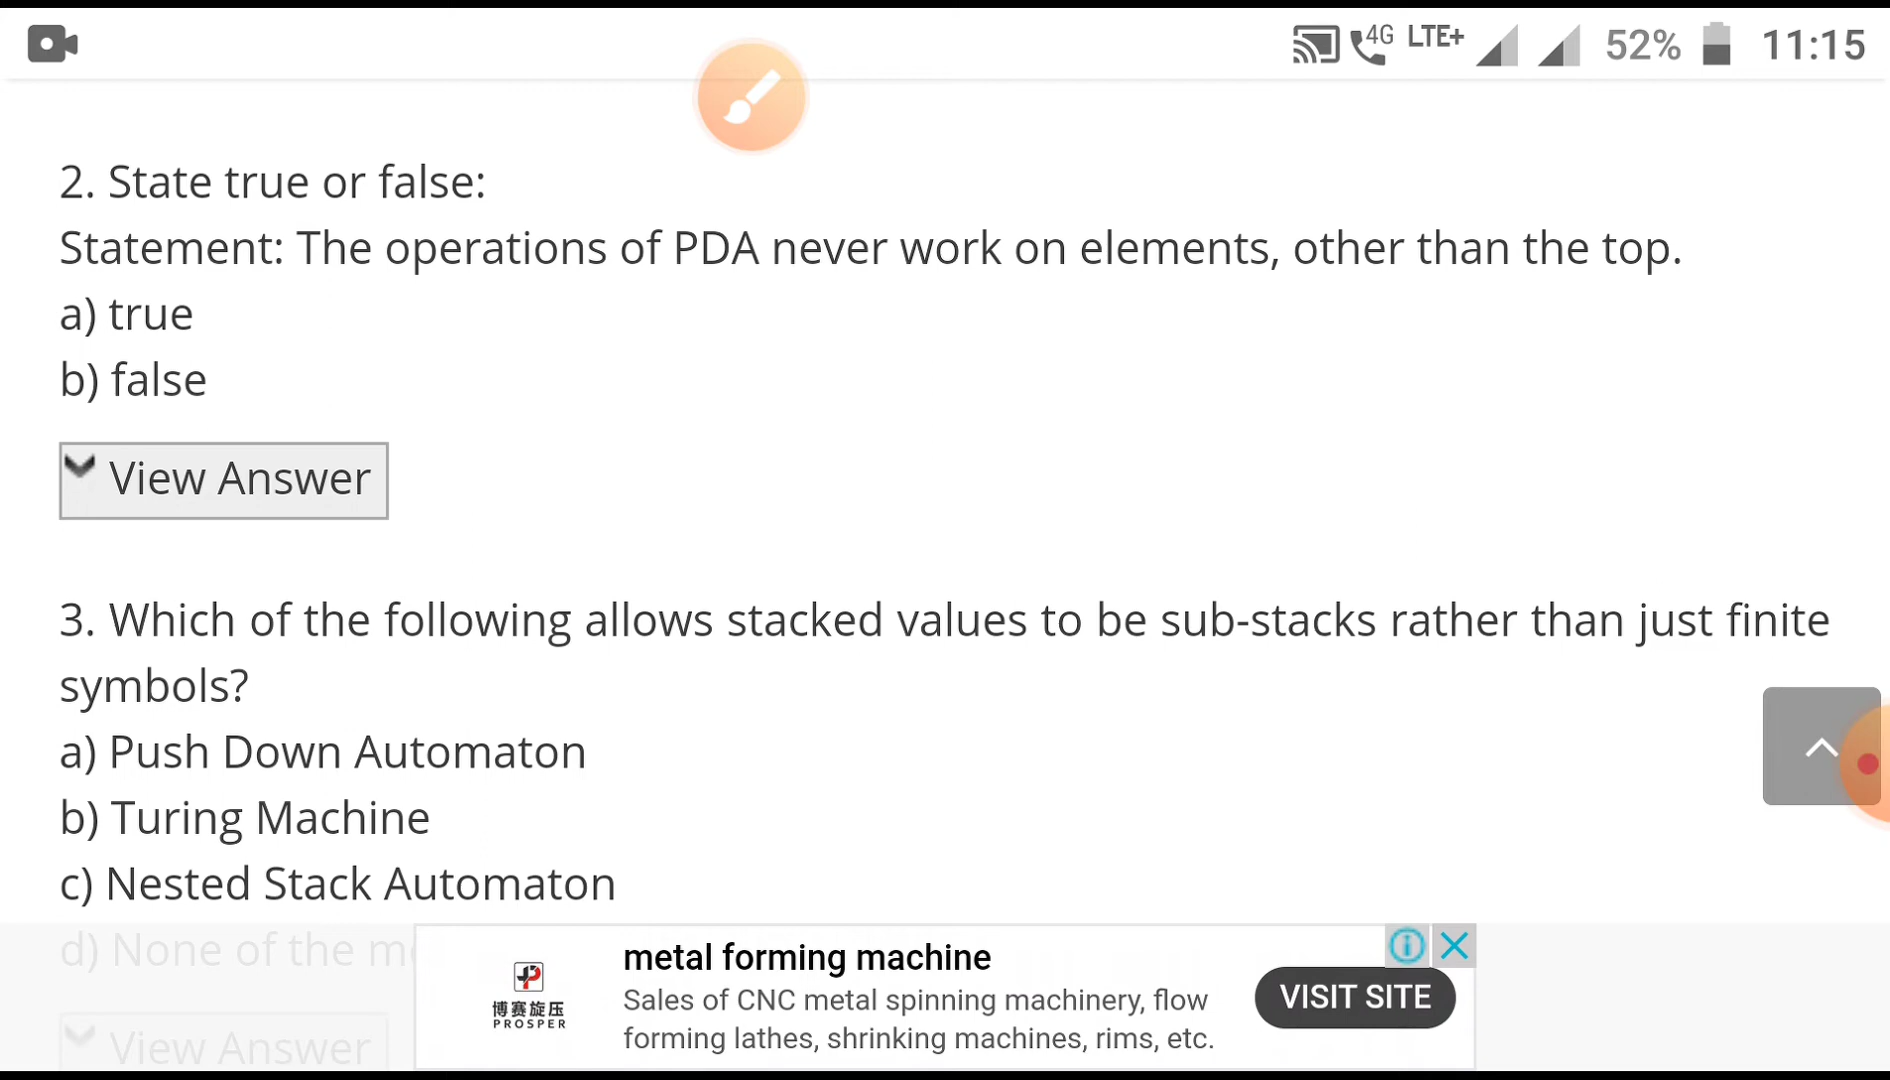 4G LTE+ 52% 11:15
2. State true or false:
Statement: The operations of PDA never work on elements, other than the top.
a) true
b) false
View Answer
3. Which of the following allows stacked values to be sub-stacks rather than just finite
symbols?
a) Push Down Automaton
b) Turing Machine
c) Nested Stack Automaton
d) None of the m
View Answer
博赛旋压
PROSPER
metal forming machine
Sales of CNC metal spinning machinery, flow
forming lathes, shrinking machines, rims, etc.
VISIT SITE